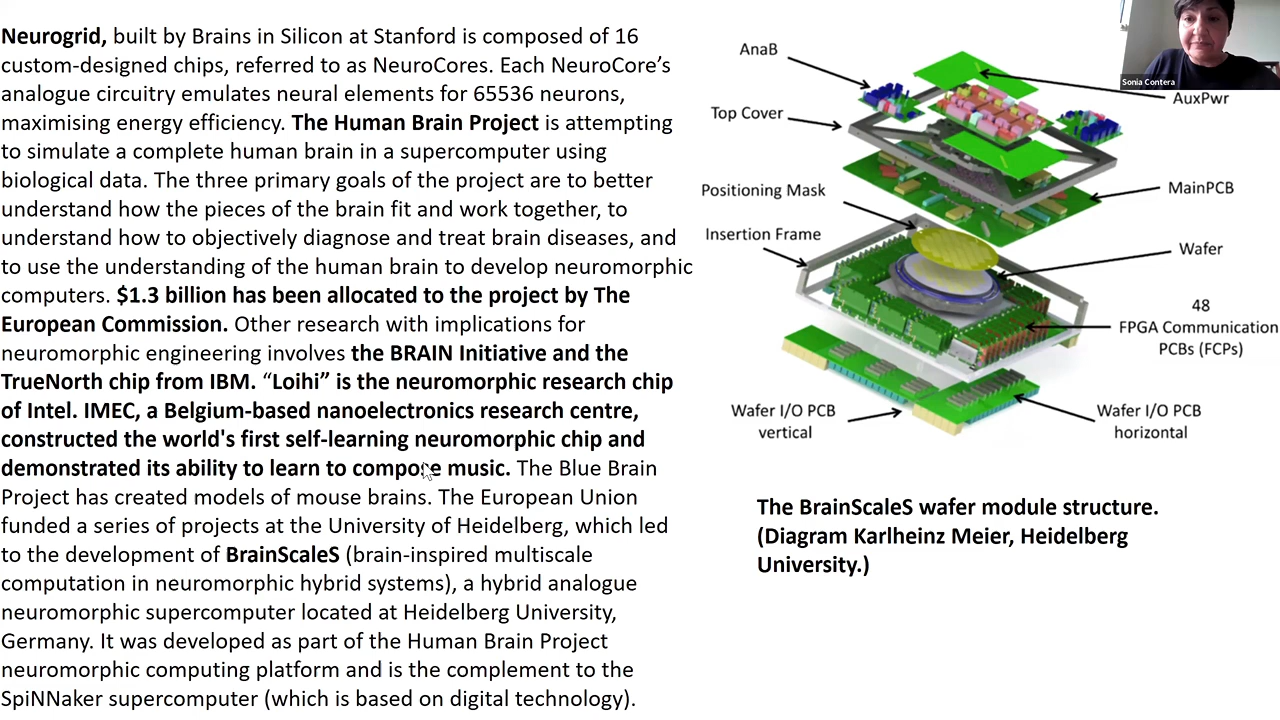 Neurogrid, built by Brains in Silicon at Stanford is composed of 16
custom-designed chips, referred to as NeuroCores. Each NeuroCore's
analogue circuitry emulates neural elements for 65536 neurons,
maximising energy efficiency. The Human Brain Project is attempting
to simulate a complete human brain in a supercomputer using
biological data. The three primary goals of the project are to better
understand how the pieces of the brain fit and work together, to
understand how to objectively diagnose and treat brain diseases, and
to use the understanding of the human brain to develop neuromorphic
computers. $1.3 billion has been allocated to the project by The
European Commission. Other research with implications for
neuromorphic engineering involves the BRAIN Initiative and the
TrueNorth chip from IBM. “Loihi” is the neuromorphic research chip
of Intel. IMEC, a Belgium-based nanoelectronics research centre,
constructed the world's first self-learning neuromorphic chip and
demonstrated its ability to learn to compose music. The Blue Brain
Project has created models of mouse brains. The European Union
funded a series of projects at the University of Heidelberg, which led
to the development of BrainScaleS (brain-inspired multiscale
computation in neuromorphic hybrid systems), a hybrid analogue
neuromorphic supercomputer located at Heidelberg University,
Germany. It was developed as part of the Human Brain Project
neuromorphic computing platform and is the complement to the
SpiNNaker supercomputer (which is based on digital technology).
AnaB
Top Cover
Positioning Mask
Insertion Frame
Wafer I/O PCB
vertical
Sonia Contera
AuxPwr
MainPCB
Wafer
48
FPGA Communication
PCBs (FCPs)
Wafer I/O PCB
horizontal
The BrainScaleS wafer module structure.
(Diagram Karlheinz Meier, Heidelberg
University.)